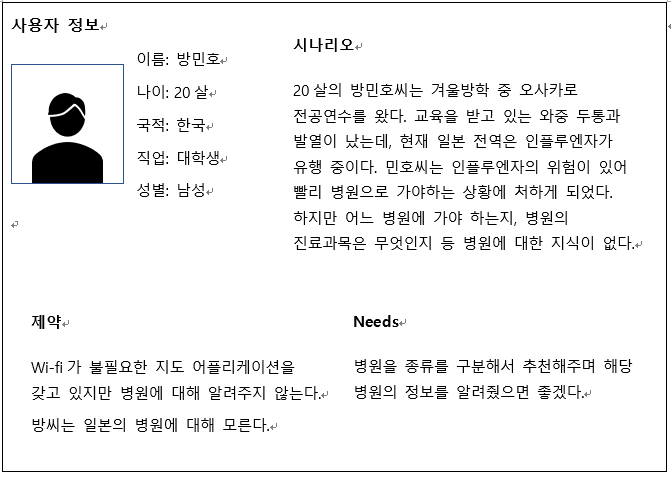 사용자 정보
이름: 방민호
나이: 20 살
국적: 한국
직업: 대학생
성별: 남성
시나리오
20 살의 방민호씨는 겨울방학 중 오사카로
전공연수를 왔다. 교육을 받고 있는 와중 두통과
발열이 났는데, 현재 일본 전역은 인플루엔자가
유행 중이다. 민호씨는 인플루엔자의 위험이 있어
빨리 병원으로 가야하는 상황에 처하게 되었다.
하지만 어느 병원에 가야 하는지, 병원의
진료과목은 무엇인지 등 병원에 대한 지식이 없다.
제약
Wi-fi 가 불필요한 지도 어플리케이션을
갖고 있지만 병원에 대해 알려주지 않는다.
방씨는 일본의 병원에 대해 모른다.
Needs
병원을 종류를 구분해서 추천해주며 해당
병원의 정보를 알려줬으면 좋겠다.